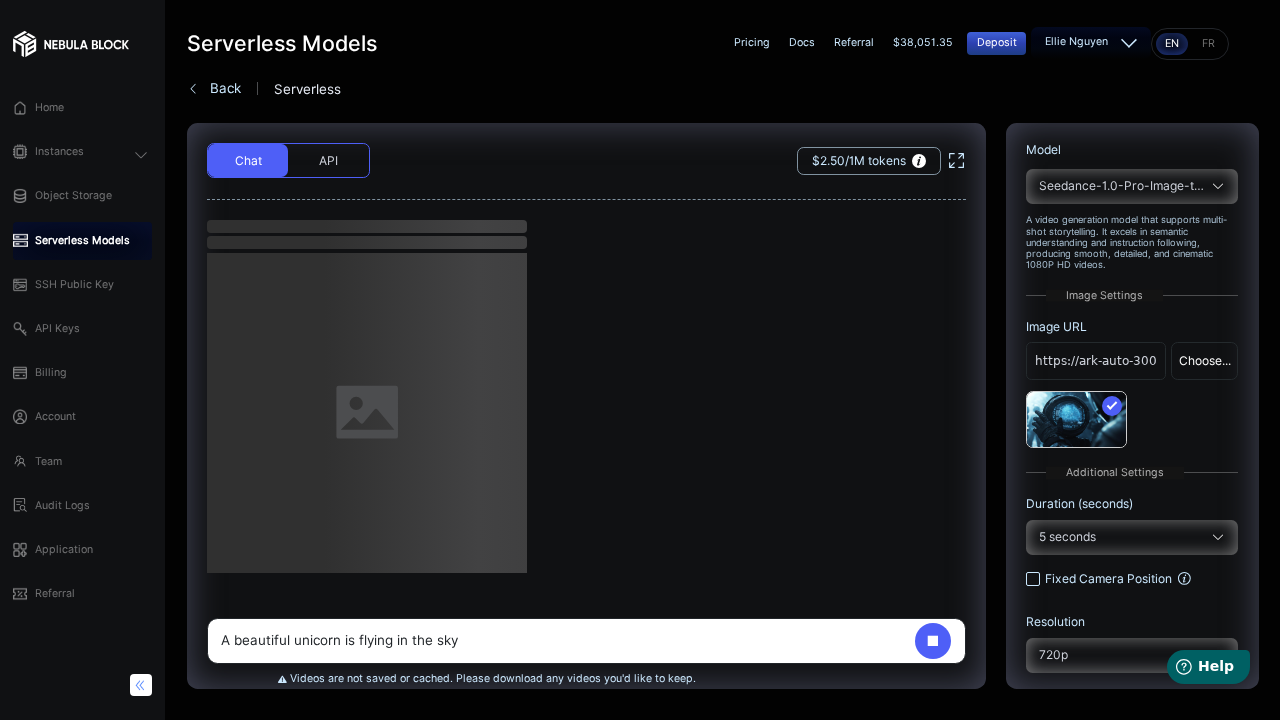 NEBULA BLOCK
Serverless Models
Pricing
Docs
Referral
$38,051.35
Deposit
Ellie Nguyen
EN
FR
Back
Serverless
Home
Instances
Object Storage
Serverless Models
SSH Public Key
API Keys
Billing
Account
Team
Audit Logs
Application
Referral
Chat
API
$2.50/1M tokens
A beautiful unicorn is flying in the sky
Videos are not saved or cached. Please download any videos you'd like to keep.
Model
Seedance-1.0-Pro-Image-t...
A video generation model that supports multi-
shot storytelling. It excels in semantic
understanding and instruction following,
producing smooth, detailed, and cinematic
1080P HD videos.
Image Settings
Image URL
https://ark-auto-300
Choose...
Additional Settings
Duration (seconds)
5 seconds
Fixed Camera Position
Resolution
720p
Help